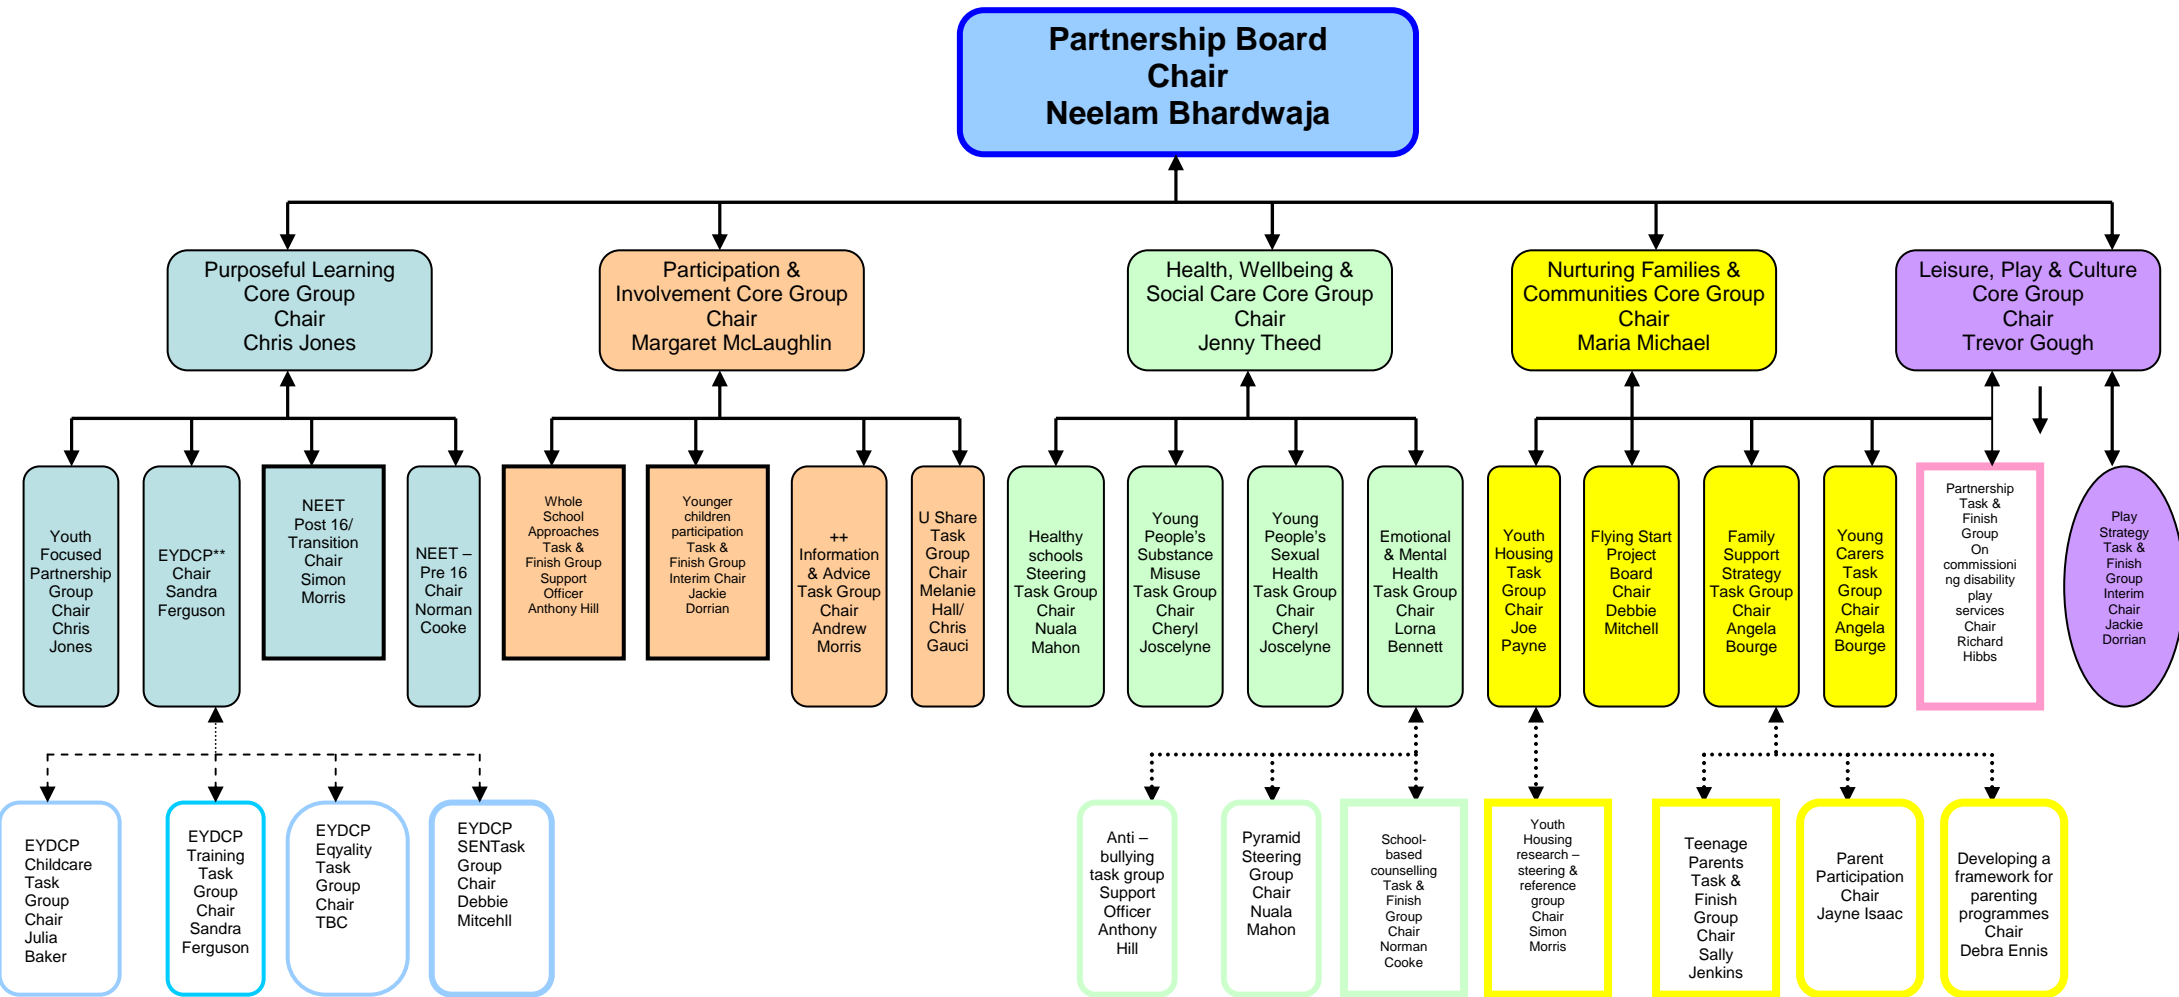 Partnership Board
Chair
Neelam Bhardwaja
Purposeful Learning
Core Group
Chair
Chris Jones
Participation &
Involvement Core Group
Chair
Margaret McLaughlin
Health, Wellbeing &
Social Care Core Group
Chair
Jenny Theed
Nurturing Families &
Communities Core Group
Chair
Maria Michael
Leisure, Play & Culture
Core Group
Chair
Trevor Gough
Youth
Focused
Partnership
Group
Chair
Chris
Jones
EYDCP**
Chair
Sandra
Ferguson
NEET
Post 16/
Transition
Chair
Simon
Morris
NEET –
Pre 16
Chair
Norman
Cooke
Whole
School
Approaches
Task &
Finish Group
Support
Officer
Anthony Hill
Younger
children
participation
Task &
Finish Group
Interim Chair
Jackie
Dorrian
++
Information
& Advice
Task Group
Chair
Andrew
Morris
U Share
Task
Group
Chair
Melanie
Hall/
Chris
Gauci
Healthy
schools
Steering
Task Group
Chair
Nuala
Mahon
Young
People's
Substance
Misuse
Task Group
Chair
Cheryl
Joscelyne
Young
People's
Sexual
Health
Task Group
Chair
Cheryl
Joscelyne
Emotional
& Mental
Health
Task Group
Chair
Lorna
Bennett
Youth
Housing
Task
Group
Chair
Joe
Payne
Flying Start
Project
Board
Chair
Debbie
Mitchell
Family
Support
Strategy
Task Group
Chair
Angela
Bourge
Young
Carers
Task
Group
Chair
Angela
Bourge
Partnership
Task &
Finish
Group
On
commissioni
ng disability
play
services
Chair
Richard
Hibbs
Play
Strategy
Task &
Finish
Group
Interim
Chair
Jackie
Dorrian
EYDCP
Childcare
Task
Group
Chair
Julia
Baker
EYDCP
Training
Task
Group
Chair
Sandra
Ferguson
EYDCP
Eqyality
Task
Group
Chair
TBC
EYDCP
SENTask
Group
Chair
Debbie
Mitcehll
Anti –
bullying
task group
Support
Officer
Anthony
Hill
Pyramid
Steering
Group
Chair
Nuala
Mahon
School-
based
counselling
Task &
Finish
Group
Chair
Norman
Cooke
Youth
Housing
research –
steering &
reference
group
Chair
Simon
Morris
Teenage
Parents
Task &
Finish
Group
Chair
Sally
Jenkins
Parent
Participation
Chair
Jayne Isaac
Developing a
framework for
parenting
programmes
Chair
Debra Ennis